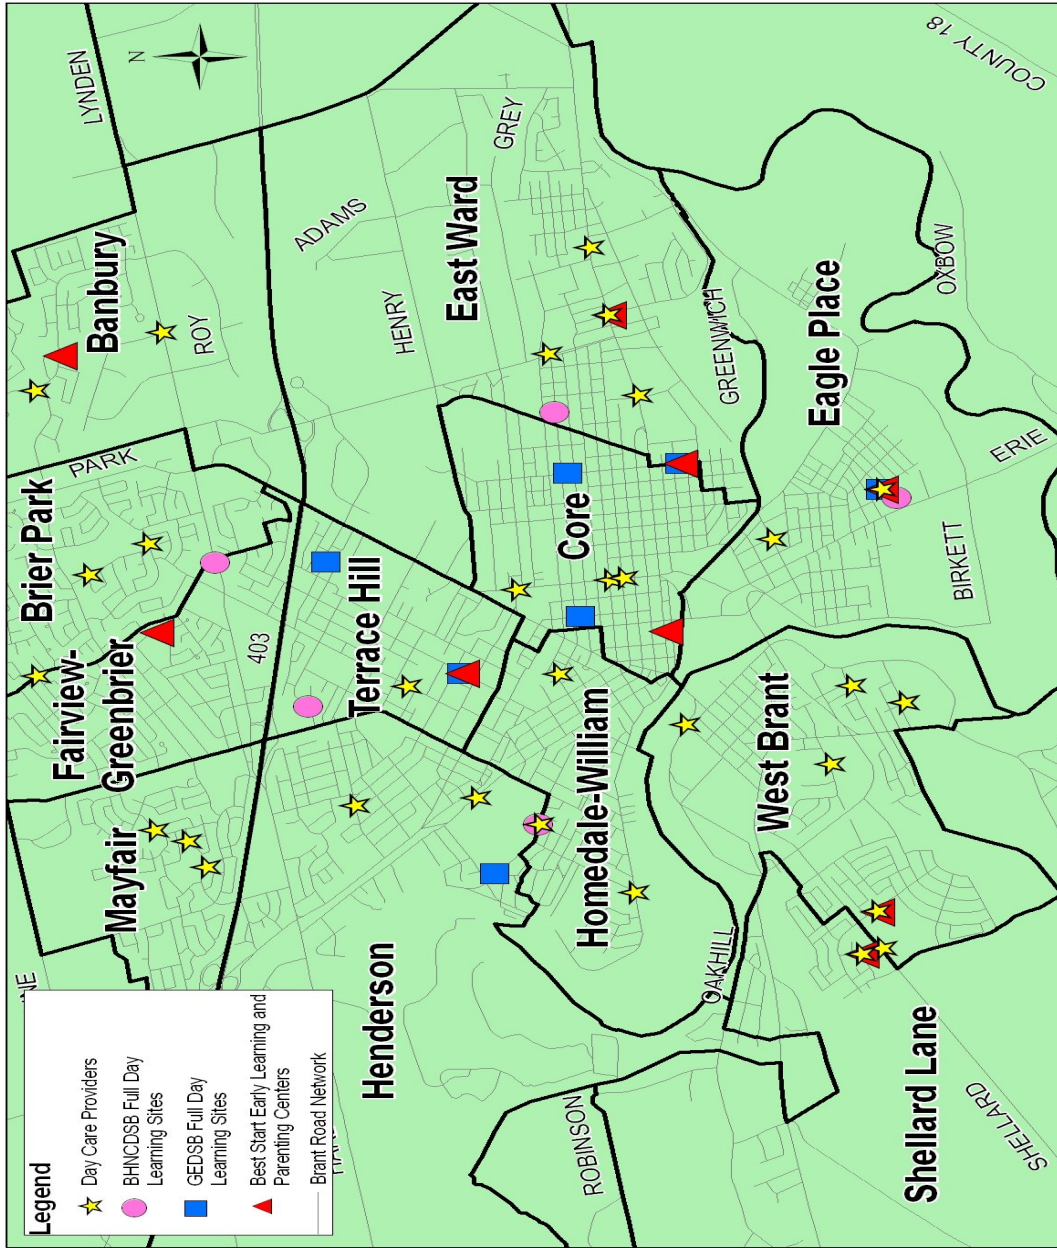 Legend
Day Care Providers
BHNCDSB Full Day
Learning Sites
GEDSB Full Day
Learning Sites
Best Start Early Learning and
Parenting Centers
Brant Road Network
Brier Park
Fairview-
Greenbrier
LYNDEN
PARK
Banbury
Mayfair
N
ROY
403
ADAMS
Terrace Hill
Henderson
HENRY
East Ward
GREY
Core
ROBINSON
Homedale-William
OAKHILL
GREENWICH
West Brant
Eagle Place
Shellard Lane
OXBOW
BIRKETT
COUNTY 18
SHELLARD
ERIE